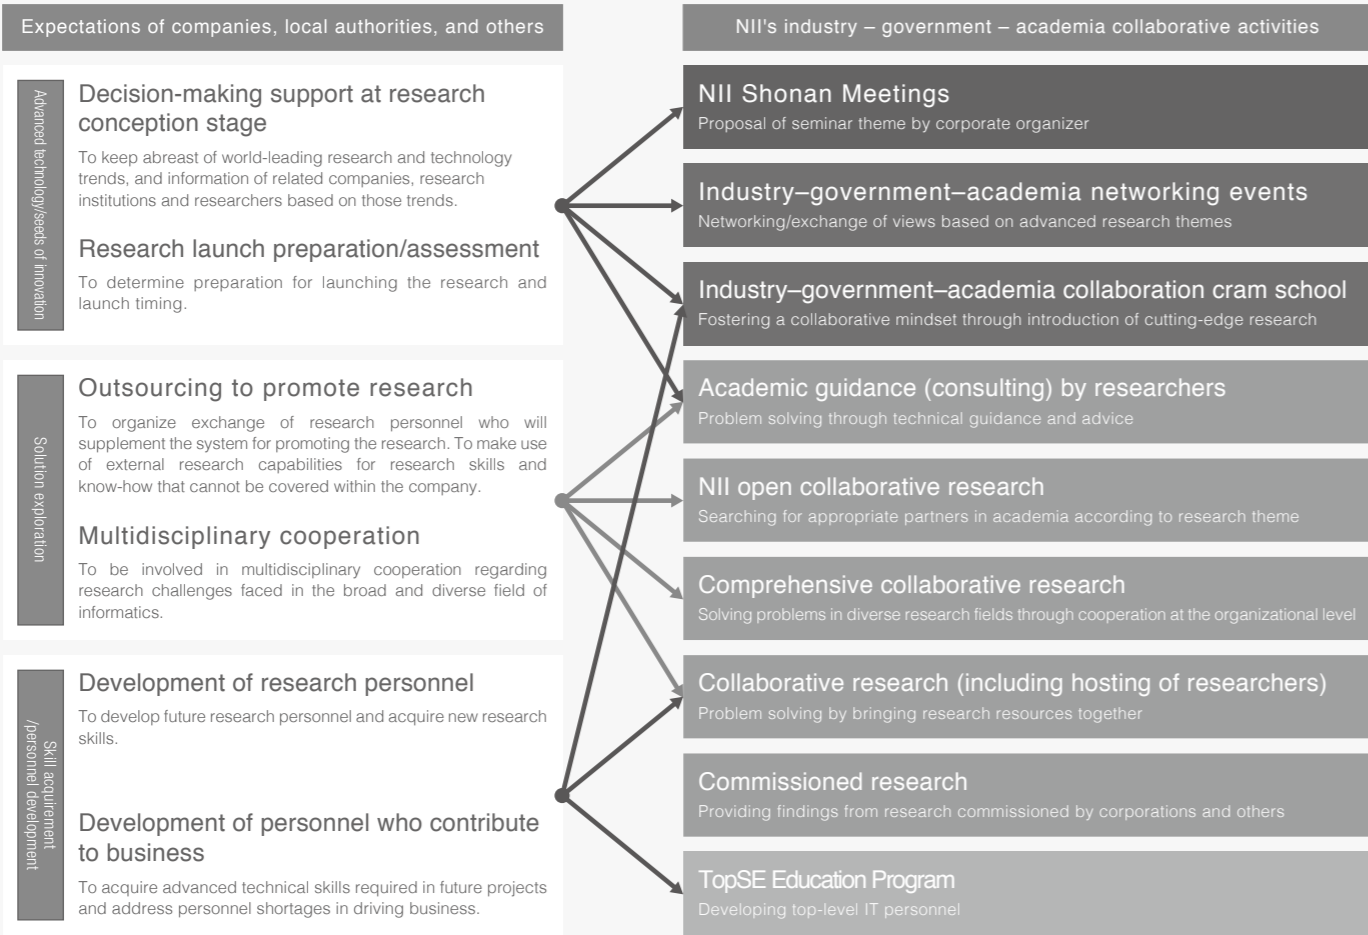 Expectations of companies, local authorities, and others
Advanced technology/seeds of innovation
Decision-making support at research
conception stage
To keep abreast of world-leading research and technology
trends, and information of related companies, research
institutions and researchers based on those trends.
Research launch preparation/assessment
To determine preparation for launching the research and
launch timing.
Solution exploration
Outsourcing to promote research
To organize exchange of research personnel who will
supplement the system for promoting the research. To make use
of external research capabilities for research skills and
know-how that cannot be covered within the company.
Multidisciplinary cooperation
To be involved in multidisciplinary cooperation regarding
research challenges faced in the broad and diverse field of
informatics.
Skill acquirement
/personnel development
Development of research personnel
To develop future research personnel and acquire new research
skills.
Development of personnel who contribute
to business
To acquire advanced technical skills required in future projects
and address personnel shortages in driving business.
NII's industry – government – academia collaborative activities
NII Shonan Meetings
Proposal of seminar theme by corporate organizer
Industry–government–academia networking events
Networking/exchange of views based on advanced research themes
Industry–government–academia collaboration cram school
Fostering a collaborative mindset through introduction of cutting-edge research
Academic guidance (consulting) by researchers
Problem solving through technical guidance and advice
NII open collaborative research
Searching for appropriate partners in academia according to research theme
Comprehensive collaborative research
Solving problems in diverse research fields through cooperation at the organizational level
Collaborative research (including hosting of researchers)
Problem solving by bringing research resources together
Commissioned research
Providing findings from research commissioned by corporations and others
TopSE Education Program
Developing top-level IT personnel